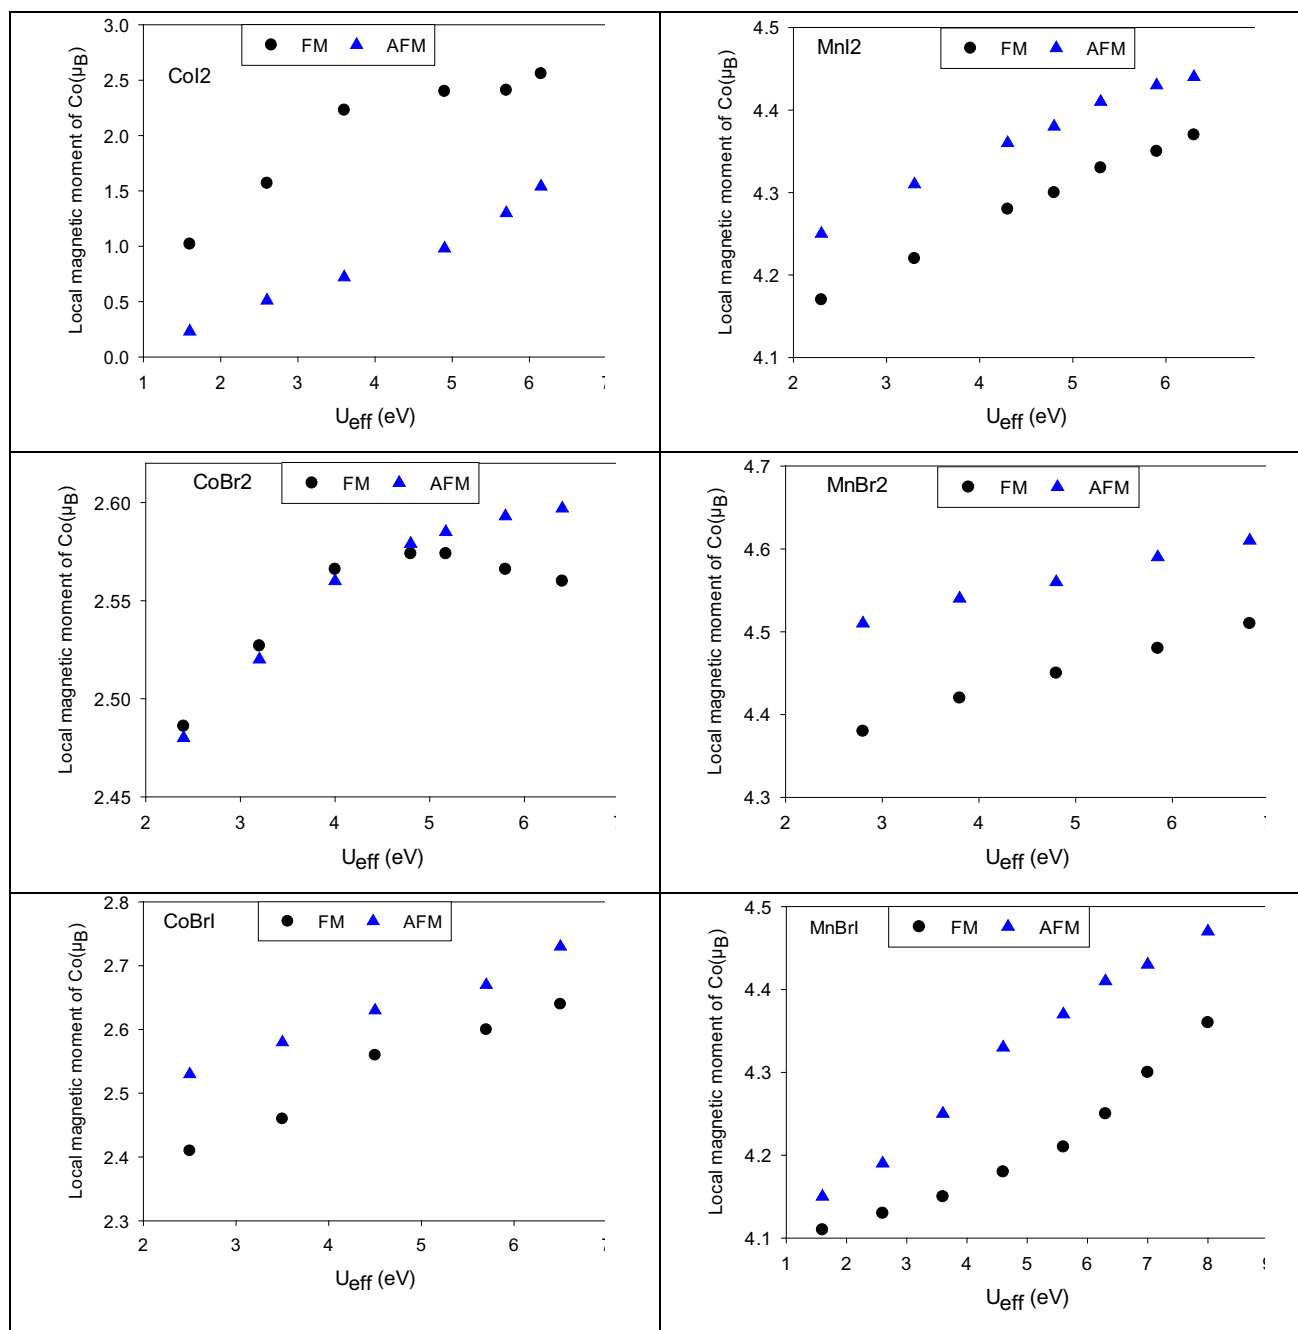 3.0
2.5
2.0
1.5
1.0
0.5
0.0
Local magnetic moment of Co(µB)
FM AFM
CoI2
1 2 3 4 5 6
Ueff (eV)
4.5
4.4
4.3
4.2
4.1
Local magnetic moment of Co(µB)
MnI2
FM AFM
2 3 4 5 6
Ueff (eV)
2.60
2.55
2.50
2.45
Local magnetic moment of Co(µB)
CoBr2
FM AFM
2 3 4 5 6
Ueff (eV)
4.7
4.6
4.5
4.4
4.3
Local magnetic moment of Co(µB)
MnBr2
FM AFM
2 3 4 5 6 7
Ueff (eV)
2.8
2.7
2.6
2.5
2.4
2.3
Local magnetic moment of Co(µB)
CoBrI
FM AFM
2 3 4 5 6 7
Ueff (eV)
4.5
4.4
4.3
4.2
4.1
Local magnetic moment of Co(µB)
MnBrI
FM AFM
1 2 3 4 5 6 7 8
Ueff (eV)